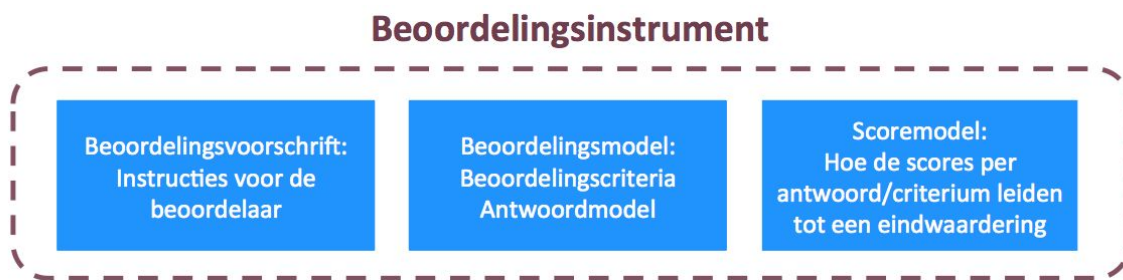 Beoordelingsinstrument
Beoordelingsvoorschrift:
Instructies voor de
beoordelaar
Beoordelingsmodel:
Beoordelingscriteria
Antwoordmodel
Scoremodel:
Hoe de scores per
antwoord/criterium leiden
tot een eindwaardering